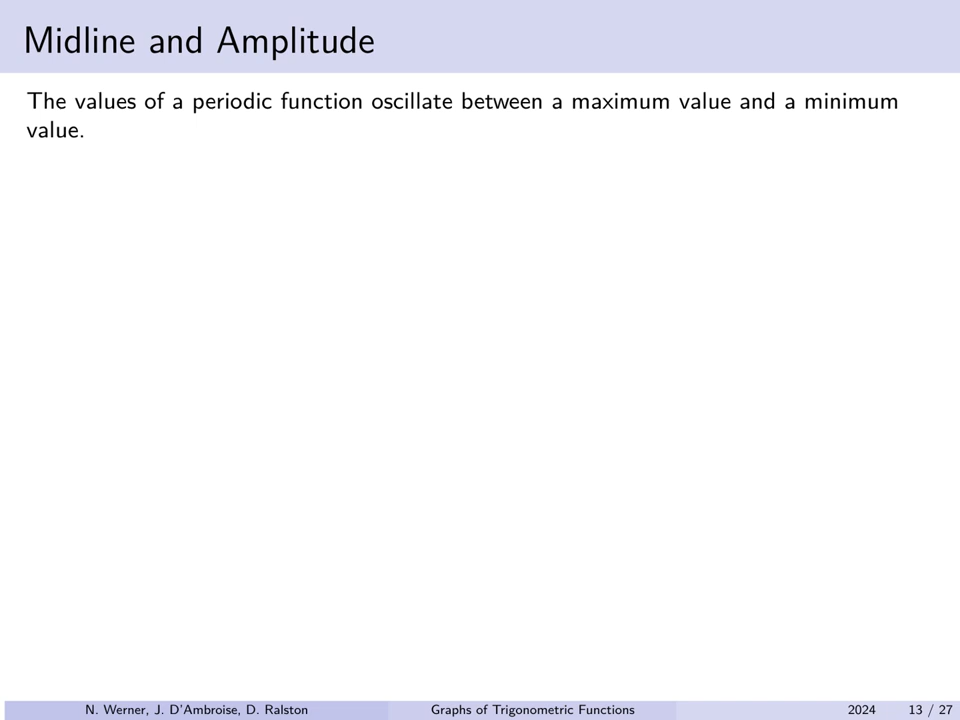 Midline and Amplitude
The values of a periodic function oscillate between a maximum value and a minimum
value.
N. Werner, J. D'Ambroise, D. Ralston
Graphs of Trigonometric Functions
2024
13 / 27